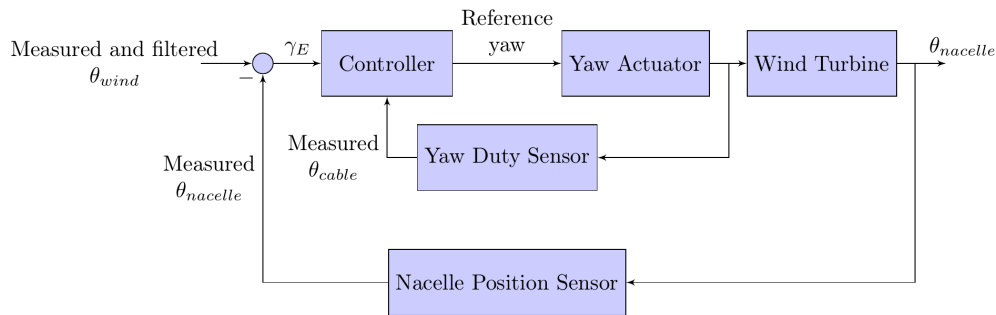 Measured and filtered
θ_wind
−
γ_E
Controller
Reference
yaw
Yaw Actuator
Wind Turbine
θ_nacelle
Measured
θ_cable
Yaw Duty Sensor
Measured
θ_nacelle
Nacelle Position Sensor